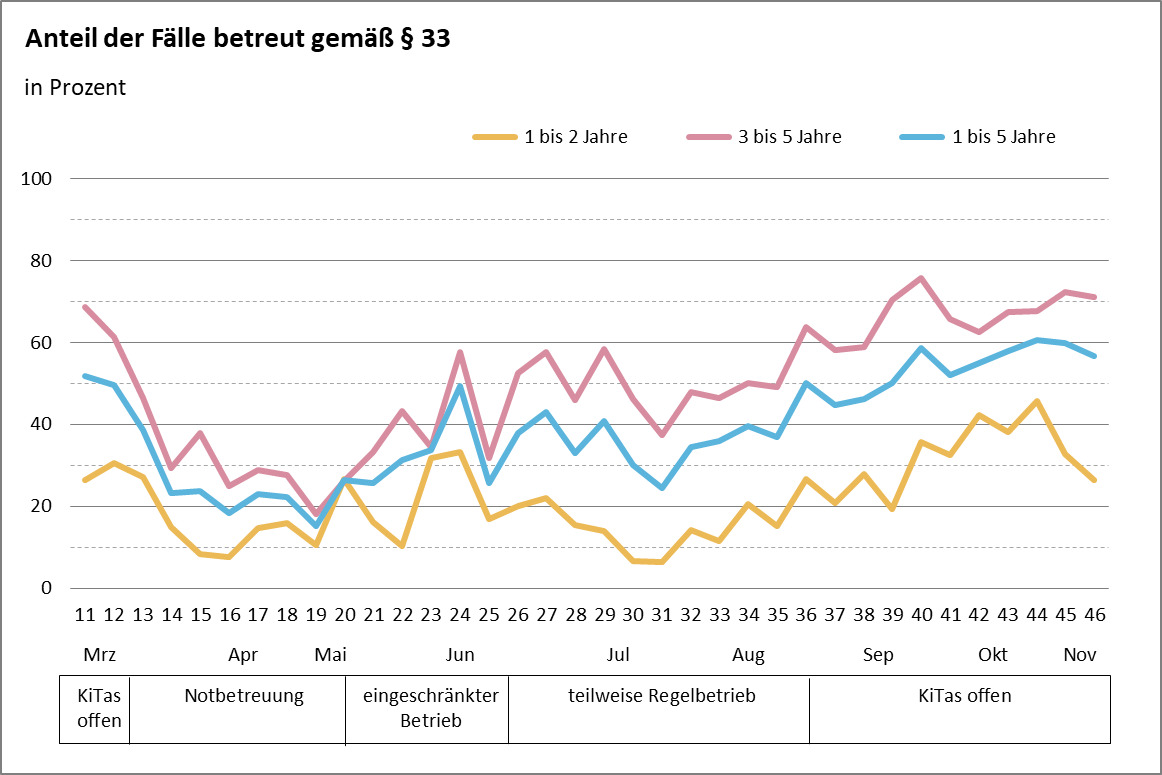 Anteil der Fälle betreut gemäß § 33
in Prozent
1 bis 2 Jahre 3 bis 5 Jahre 1 bis 5 Jahre
100
80
60
40
20
0
11 12 13 14 15 16 17 18 19 20 21 22 23 24 25 26 27 28 29 30 31 32 33 34 35 36 37 38 39 40 41 42 43 44 45 46
Mrz Apr Mai Jun Jul Aug Sep Okt Nov
KiTas offen Notbetreuung eingeschränkter Betrieb teilweise Regelbetrieb KiTas offen